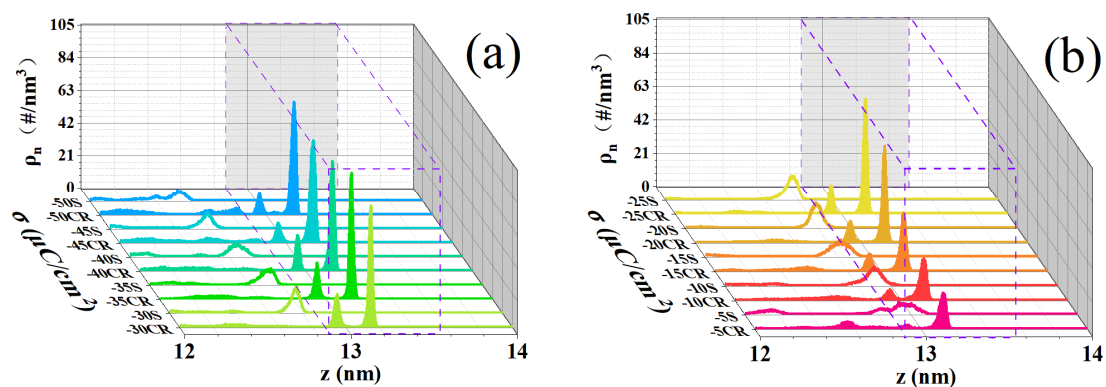 (a)
105
84
63
42
21
0
ρn ( #/nm3 )
-50S
-50CR
-45S
-45CR
-40S
-40CR
-35S
-35CR
-30S
-30CR
σ (μC/cm2)
12
13
14
z (nm)
(b)
105
84
63
42
21
0
ρn ( #/nm3 )
-25S
-25CR
-20S
-20CR
-15S
-15CR
-10S
-10CR
-5S
-5CR
σ (μC/cm2)
12
13
14
z (nm)